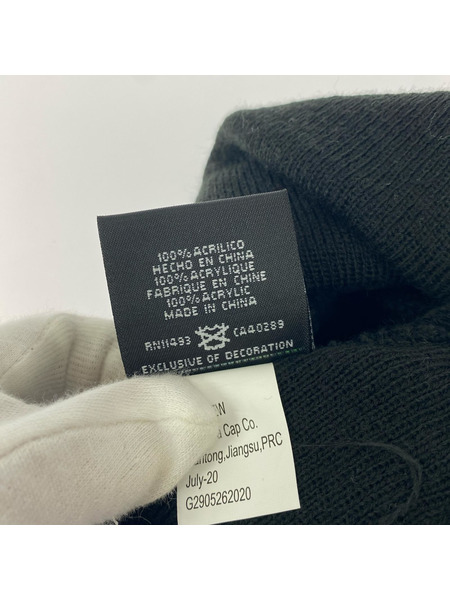 100% ACRILICO
HECHO EN CHINA
100% ACRYLIQUE
FABRIQUE EN CHINE
100% ACRYLIC
MADE IN CHINA
RN11493 CA40289
EXCLUSIVE OF DECORATION
Cap Co.
Jiangsu,PRC
July-20
G2905262020